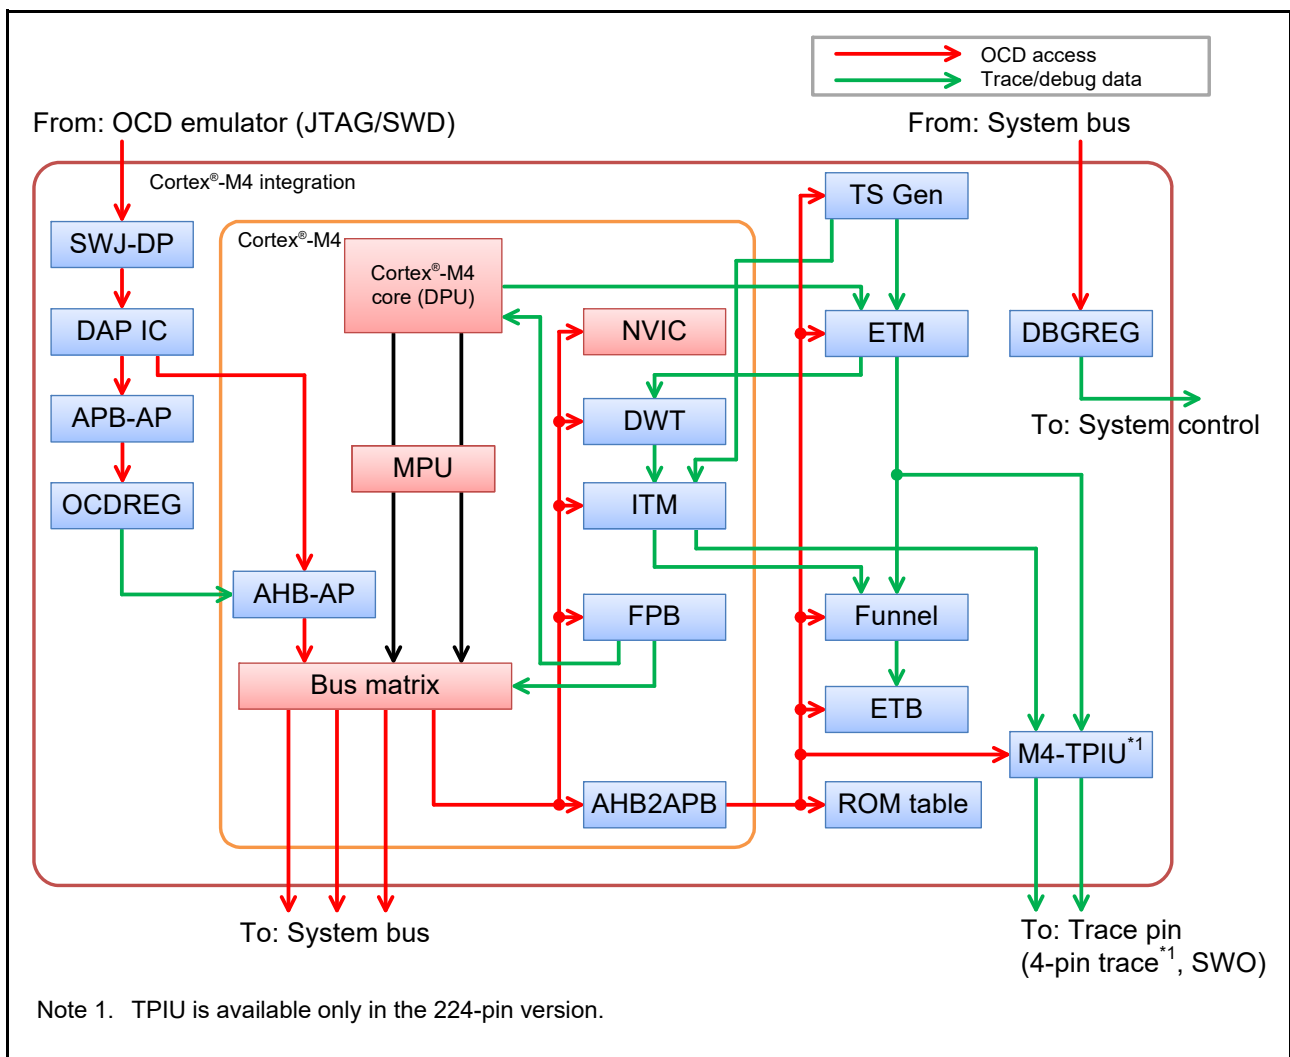 OCD access
Trace/debug data
From: OCD emulator (JTAG/SWD)
From: System bus
Cortex®-M4 integration
TS Gen
SWJ-DP
Cortex®-M4
Cortex®-M4
core (DPU)
DAP IC
NVIC
ETM
DBGREG
APB-AP
DWT
To: System control
MPU
OCDREG
ITM
AHB-AP
FPB
Funnel
Bus matrix
ETB
M4-TPIU*1
AHB2APB
ROM table
To: System bus
To: Trace pin
(4-pin trace*1, SWO)
Note 1. TPIU is available only in the 224-pin version.